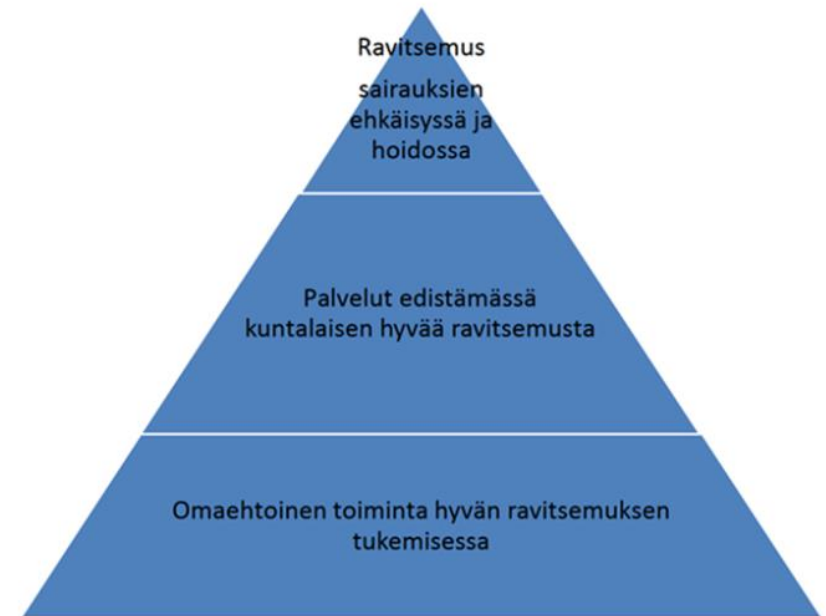 Ravitsemus
sairauksien
ehkäisyssä ja
hoidossa
Palvelut edistämässä
kuntalaisen hyvää ravitsemusta
Omaehtoinen toiminta hyvän ravitsemuksen
tukemisessa